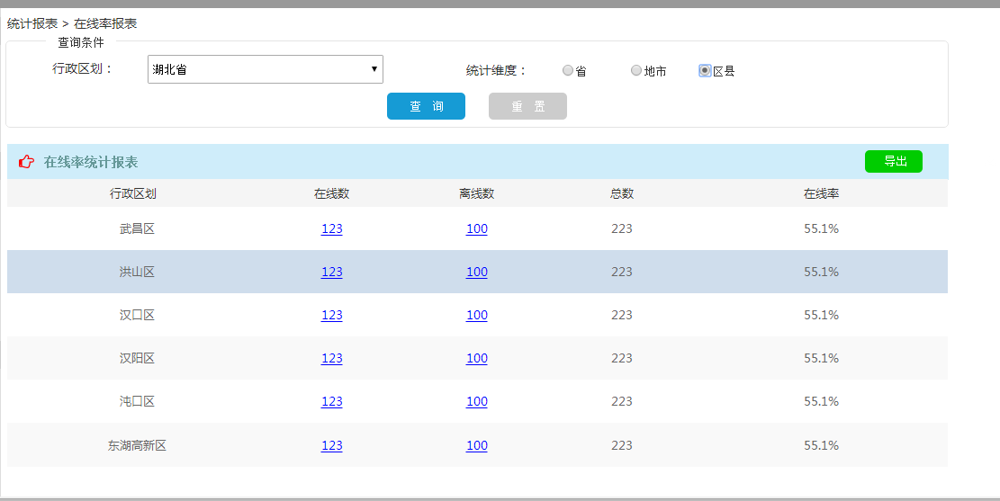 统计报表 > 在线率报表
查询条件
行政区划： 湖北省 统计维度： 省 地市 区县
查 询 重 置
在线率统计报表 导出
行政区划 在线数 离线数 总数 在线率
武昌区 123 100 223 55.1%
洪山区 123 100 223 55.1%
汉口区 123 100 223 55.1%
汉阳区 123 100 223 55.1%
沌口区 123 100 223 55.1%
东湖高新区 123 100 223 55.1%